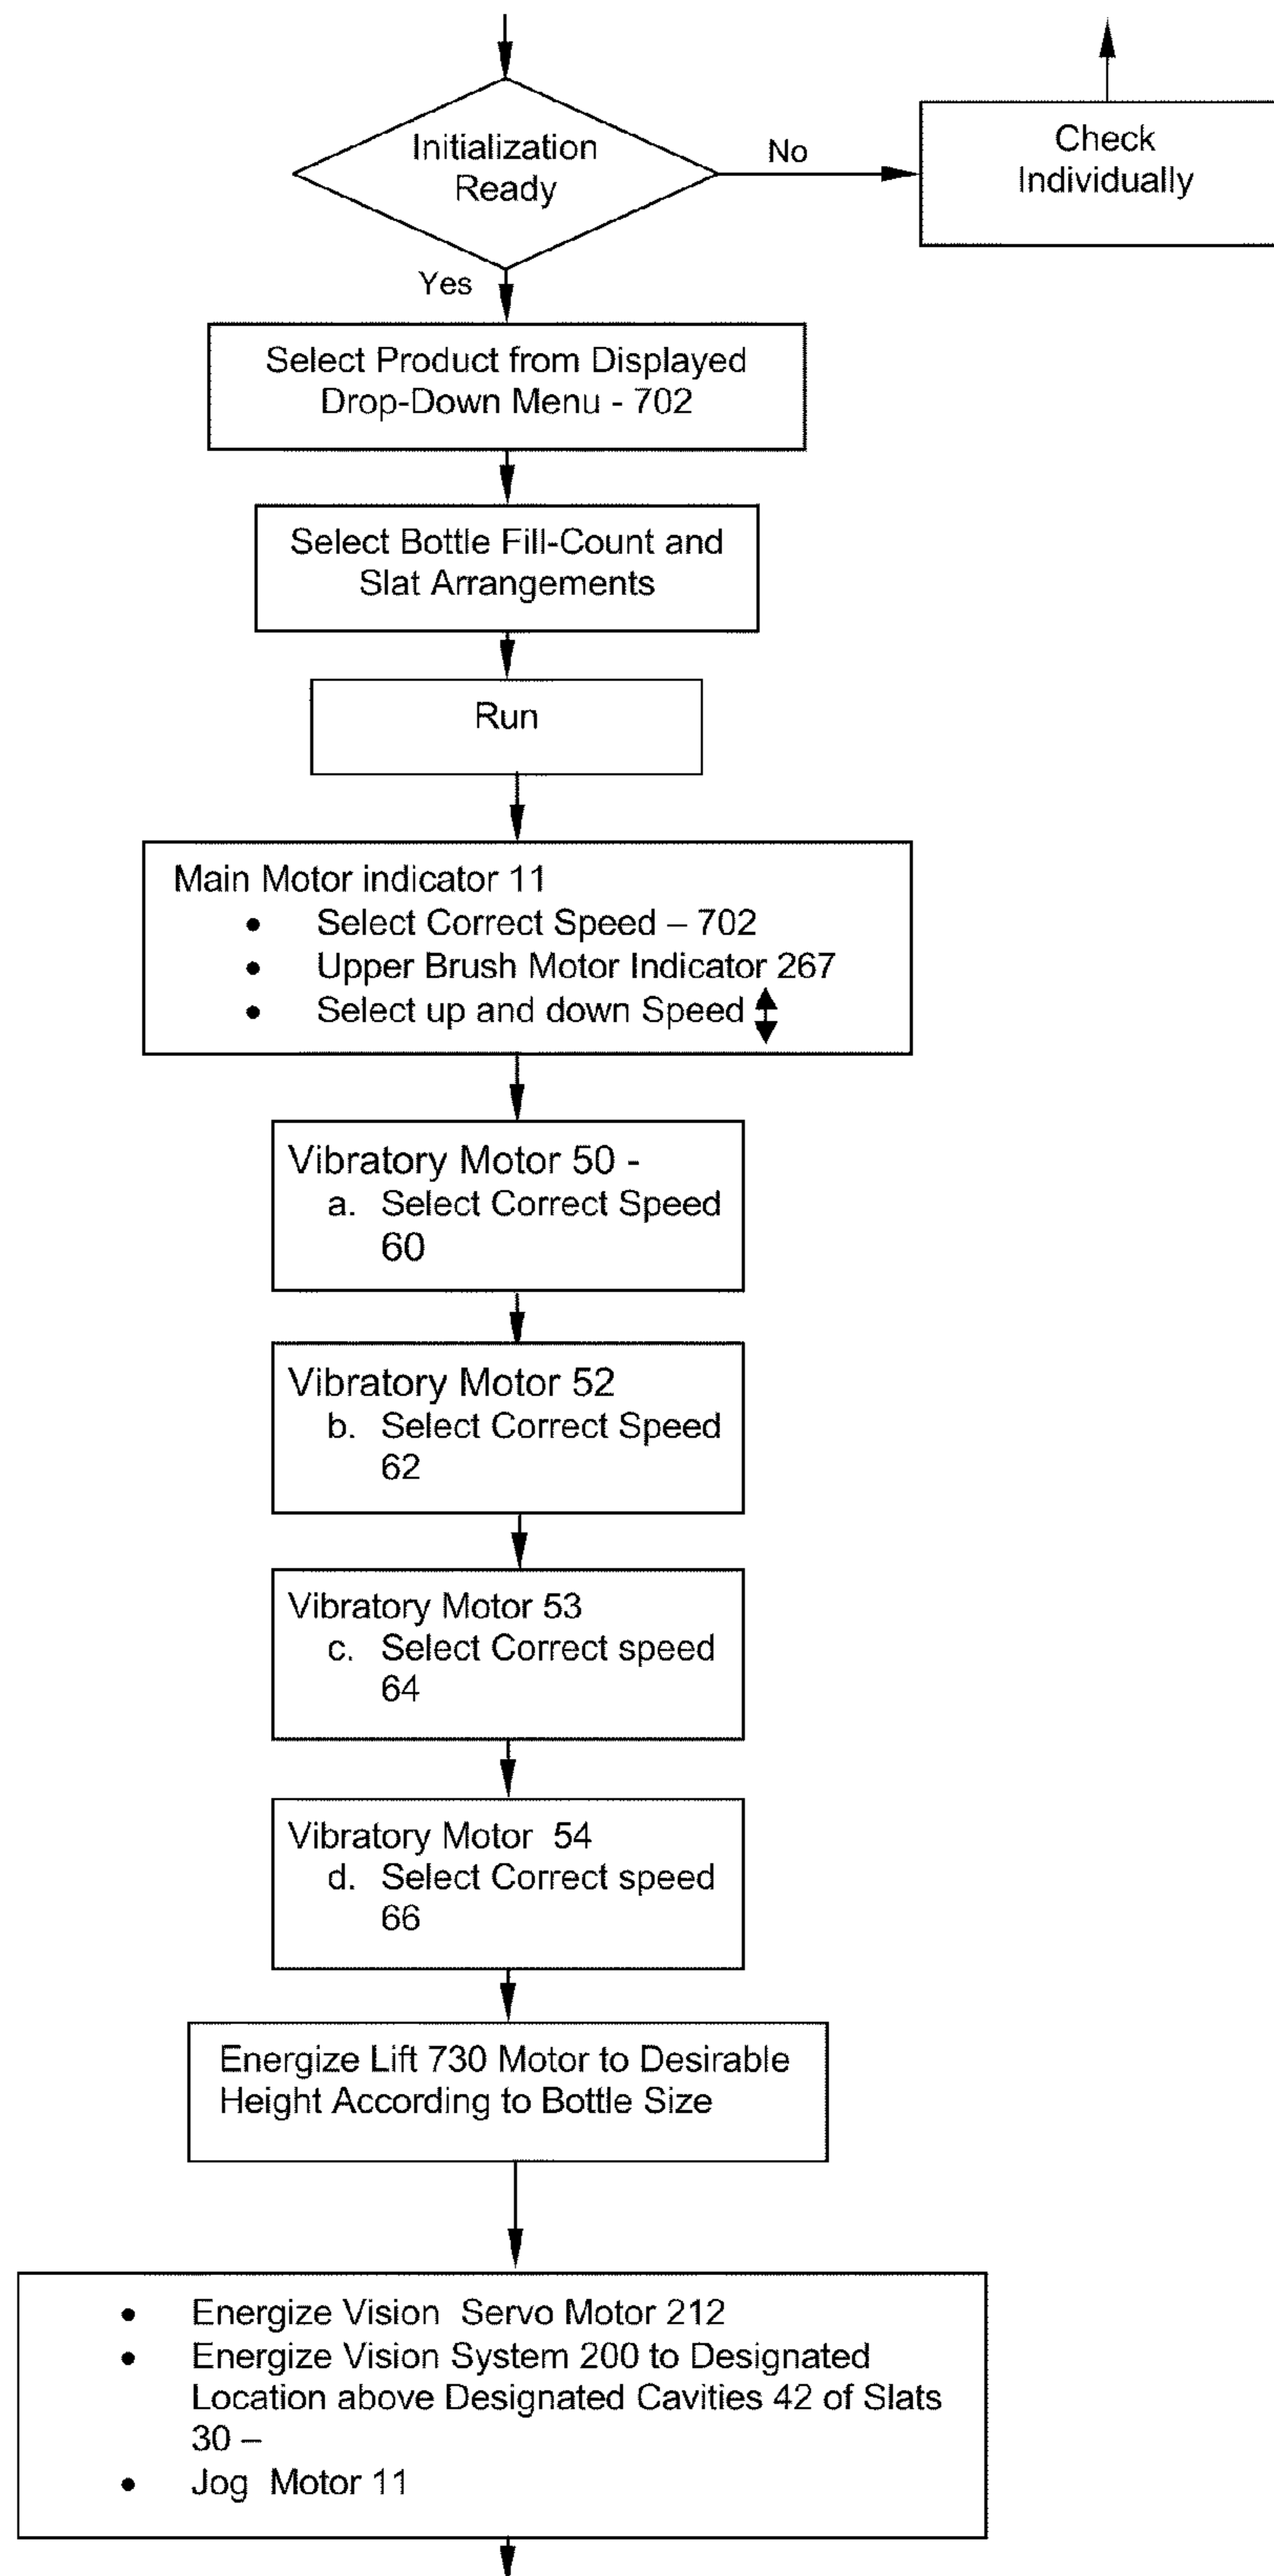 Initialization
Ready
No
Check
Individually
Yes
Select Product from Displayed
Drop-Down Menu - 702
Select Bottle Fill-Count and
Slat Arrangements
Run
Main Motor indicator 11
• Select Correct Speed – 702
• Upper Brush Motor Indicator 267
• Select up and down Speed
Vibratory Motor 50 -
a. Select Correct Speed
60
Vibratory Motor 52
b. Select Correct Speed
62
Vibratory Motor 53
c. Select Correct speed
64
Vibratory Motor 54
d. Select Correct speed
66
Energize Lift 730 Motor to Desirable
Height According to Bottle Size
• Energize Vision Servo Motor 212
• Energize Vision System 200 to Designated
Location above Designated Cavities 42 of Slats
30 –
• Jog Motor 11